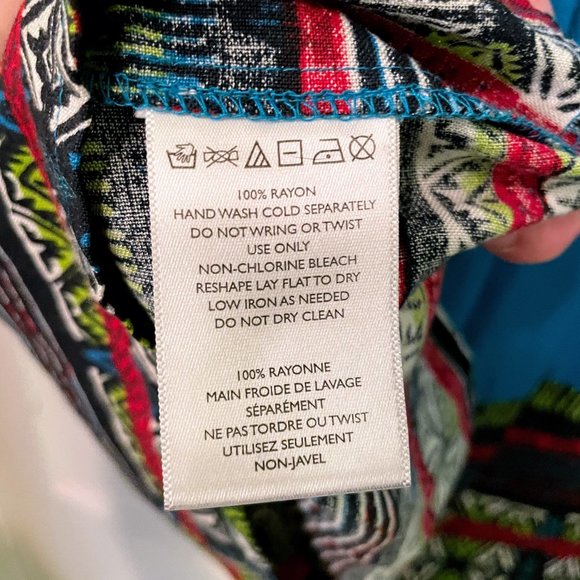 100% RAYON
HAND WASH COLD SEPARATELY
DO NOT WRING OR TWIST
USE ONLY
NON-CHLORINE BLEACH
RESHAPE LAY FLAT TO DRY
LOW IRON AS NEEDED
DO NOT DRY CLEAN
100% RAYONNE
MAIN FROIDE DE LAVAGE
SÉPARÉMENT
NE PAS TORDRE OU TWIST
UTILISEZ SEULEMENT
NON-JAVEL